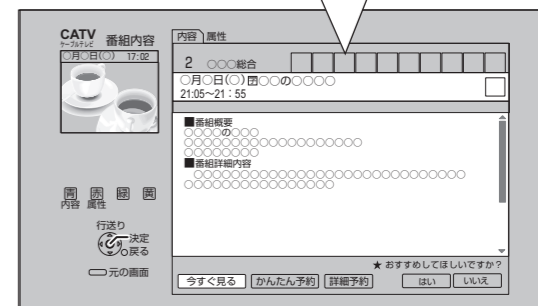 CATV
ケーブルテレビ
番組内容
○月○日(○) 17:02
内容
属性
2 ○○○総合
○月○日(○)字○○の○○○○
21:05~21:55
■番組概要
○○○○の○○○
○○○○○○○○○○○○○○○○○○○○
○○○○○○○○
■番組詳細内容
○○○○○○○○○○○○○○○○○○○○○○○○○○○○○○○
○○○○○○○○○○○○○○○○○
青 赤 緑 黄
内容 属性
行送り
決定
戻る
元の画面
★ おすすめしてほしいですか?
今すぐ見る かんたん予約 詳細予約 はい いいえ